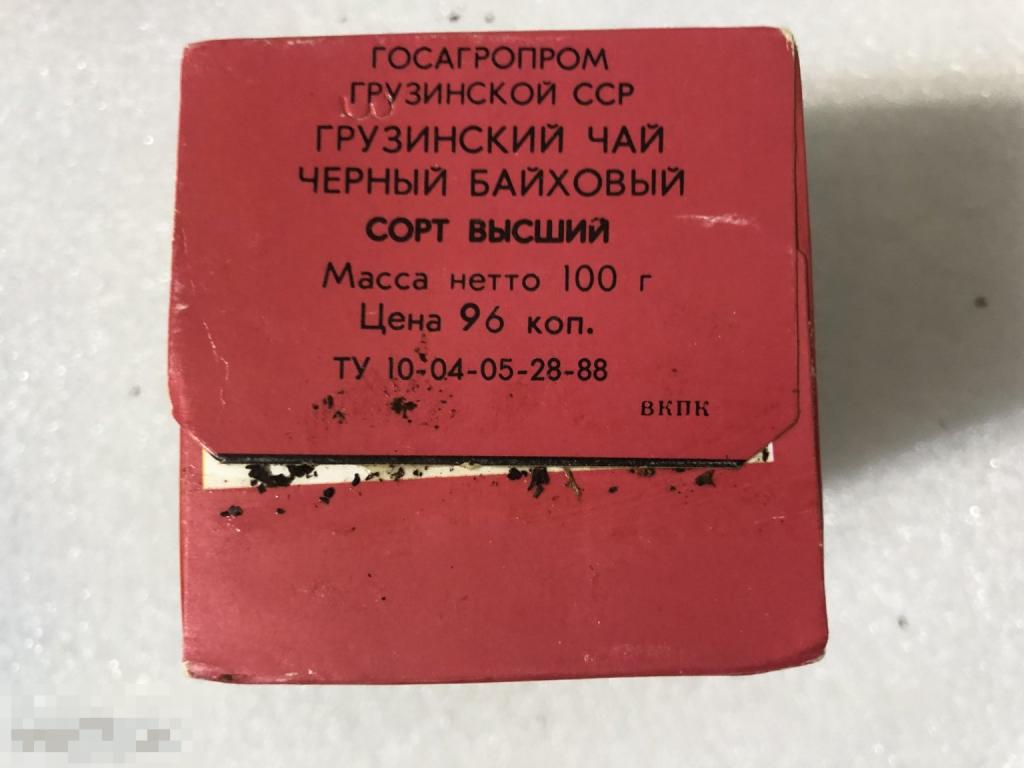 ГОСАГРОПРОМ
ГРУЗИНСКОЙ ССР
ГРУЗИНСКИЙ ЧАЙ
ЧЕРНЫЙ БАЙХОВЫЙ
СОРТ ВЫСШИЙ
Масса нетто 100 г
Цена 96 коп.
ТУ 10-04-05-28-88
ВКПК